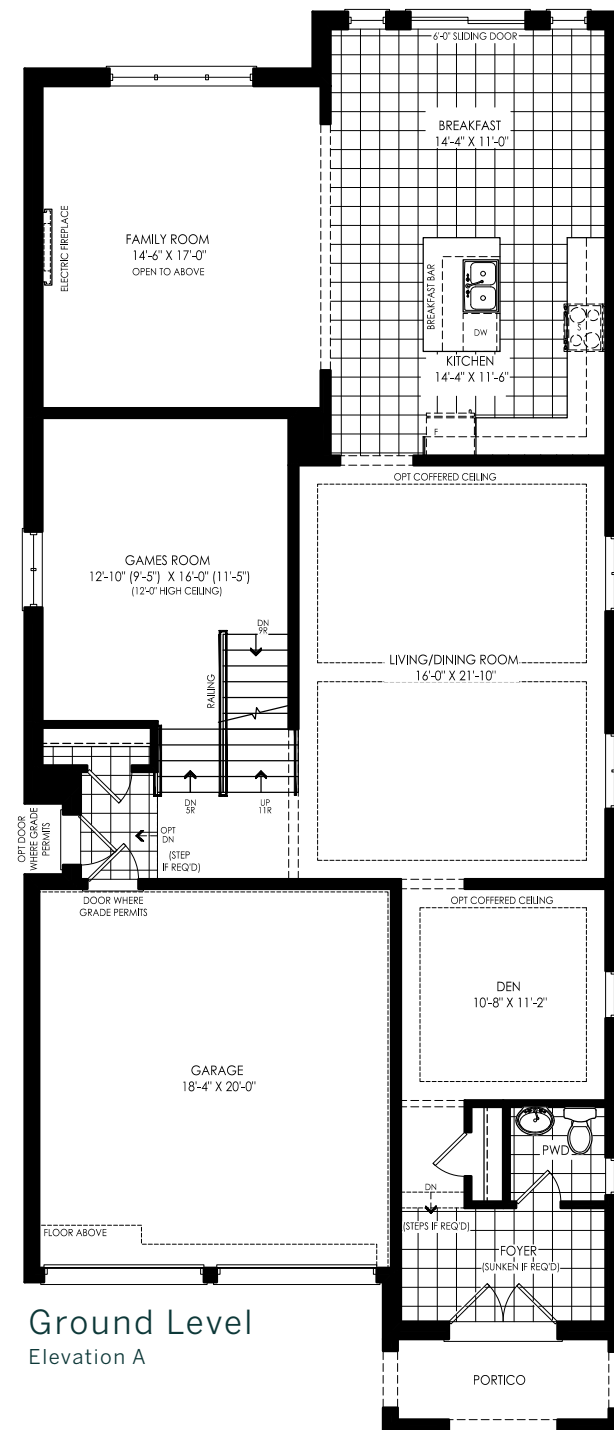 6'-0" SLIDING DOOR
BREAKFAST
14'-4" X 11'-0"
ELECTRIC FIREPLACE
FAMILY ROOM
14'-6" X 17'-0"
OPEN TO ABOVE
BREAKFAST BAR
DW
S
KITCHEN
14'-4" X 11'-6"
F
OPT COFFERED CEILING
GAMES ROOM
12'-10" (9'-5") X 16'-0" (11'-5")
(12'-0" HIGH CEILING)
DN
9R
RAILING
LIVING/DINING ROOM
16'-0" X 21'-10"
DN
5R
UP
11R
OPT DOOR
WHERE GRADE
PERMITS
OPT
DN
(STEP
IF REQ'D)
DOOR WHERE
GRADE PERMITS
OPT COFFERED CEILING
DEN
10'-8" X 11'-2"
GARAGE
18'-4" X 20'-0"
PWD
DN
(STEPS IF REQ'D)
FLOOR ABOVE
FOYER
(SUNKEN IF REQ'D)
Ground Level
Elevation A
PORTICO